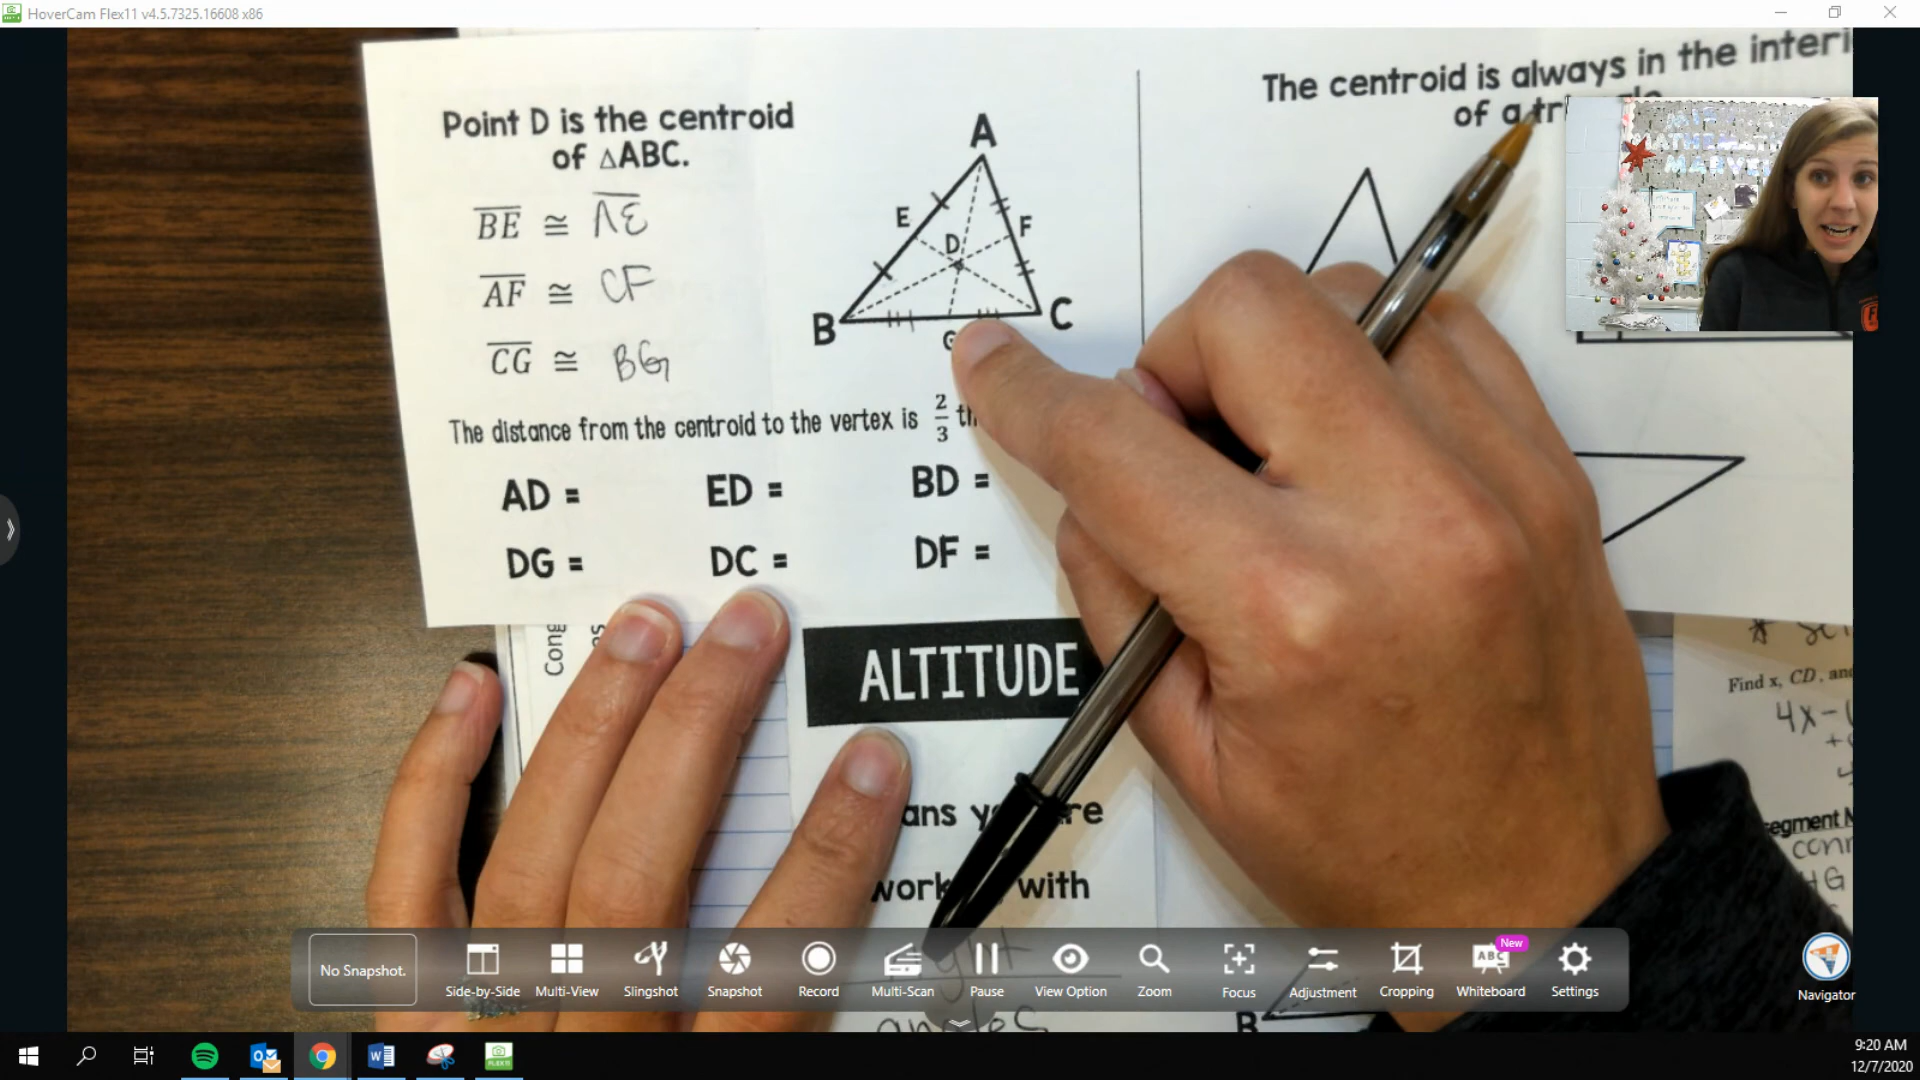 HoverCam Flex11 v4.5.7325.16608 x86
Point D is the centroid
of △ABC.
BE ≅ AE
AF ≅ CF
CG ≅ BG
A
E
F
D
B
C
G
The distance from the centroid to the vertex is 2/3
AD =
ED =
BD =
DG =
DC =
DF =
The centroid is always in the interi
of a
ALTITUDE
with
angles
B
Find x, CD, and
4x-
segment
HG
No Snapshot.
Side-by-Side
Multi-View
Slingshot
Snapshot
Record
Multi-Scan
Pause
View Option
Zoom
Focus
Adjustment
Cropping
New
ABC
Whiteboard
Settings
Navigator
9:20 AM
12/7/2020